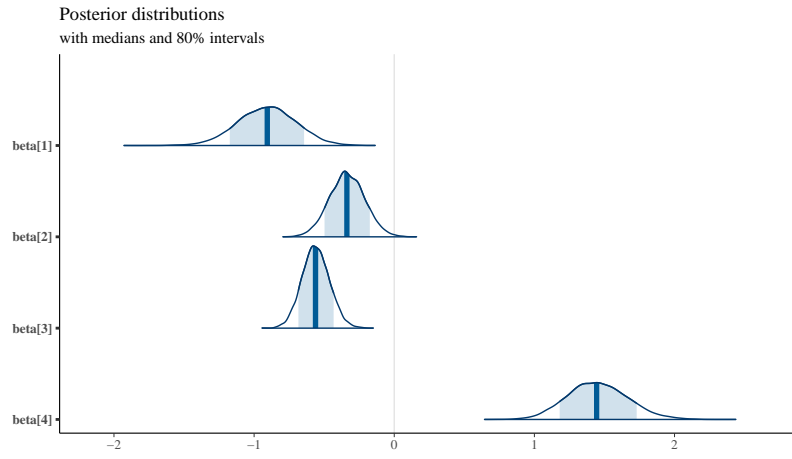 Posterior distributions
with medians and 80% intervals
beta[1]
beta[2]
beta[3]
beta[4]
−2 −1 0 1 2